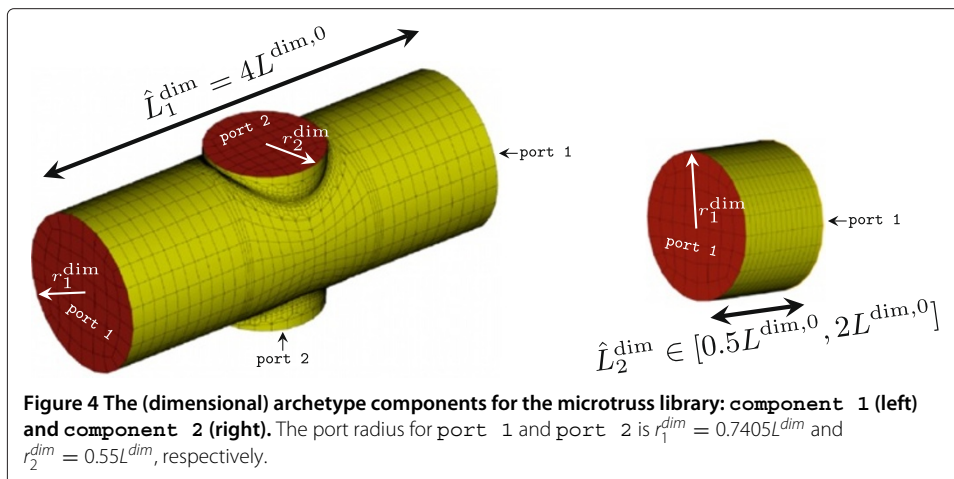 L̂₁^dim = 4L^dim,0
port 2
r₂^dim
port 1
r₁^dim
port 1
port 2
r₁^dim
port 1
port 1
L̂₂^dim ∈ [0.5L^dim,0, 2L^dim,0]
Figure 4 The (dimensional) archetype components for the microtruss library: component 1 (left)
and component 2 (right). The port radius for port 1 and port 2 is r₁^dim = 0.7405L^dim and
r₂^dim = 0.55L^dim, respectively.